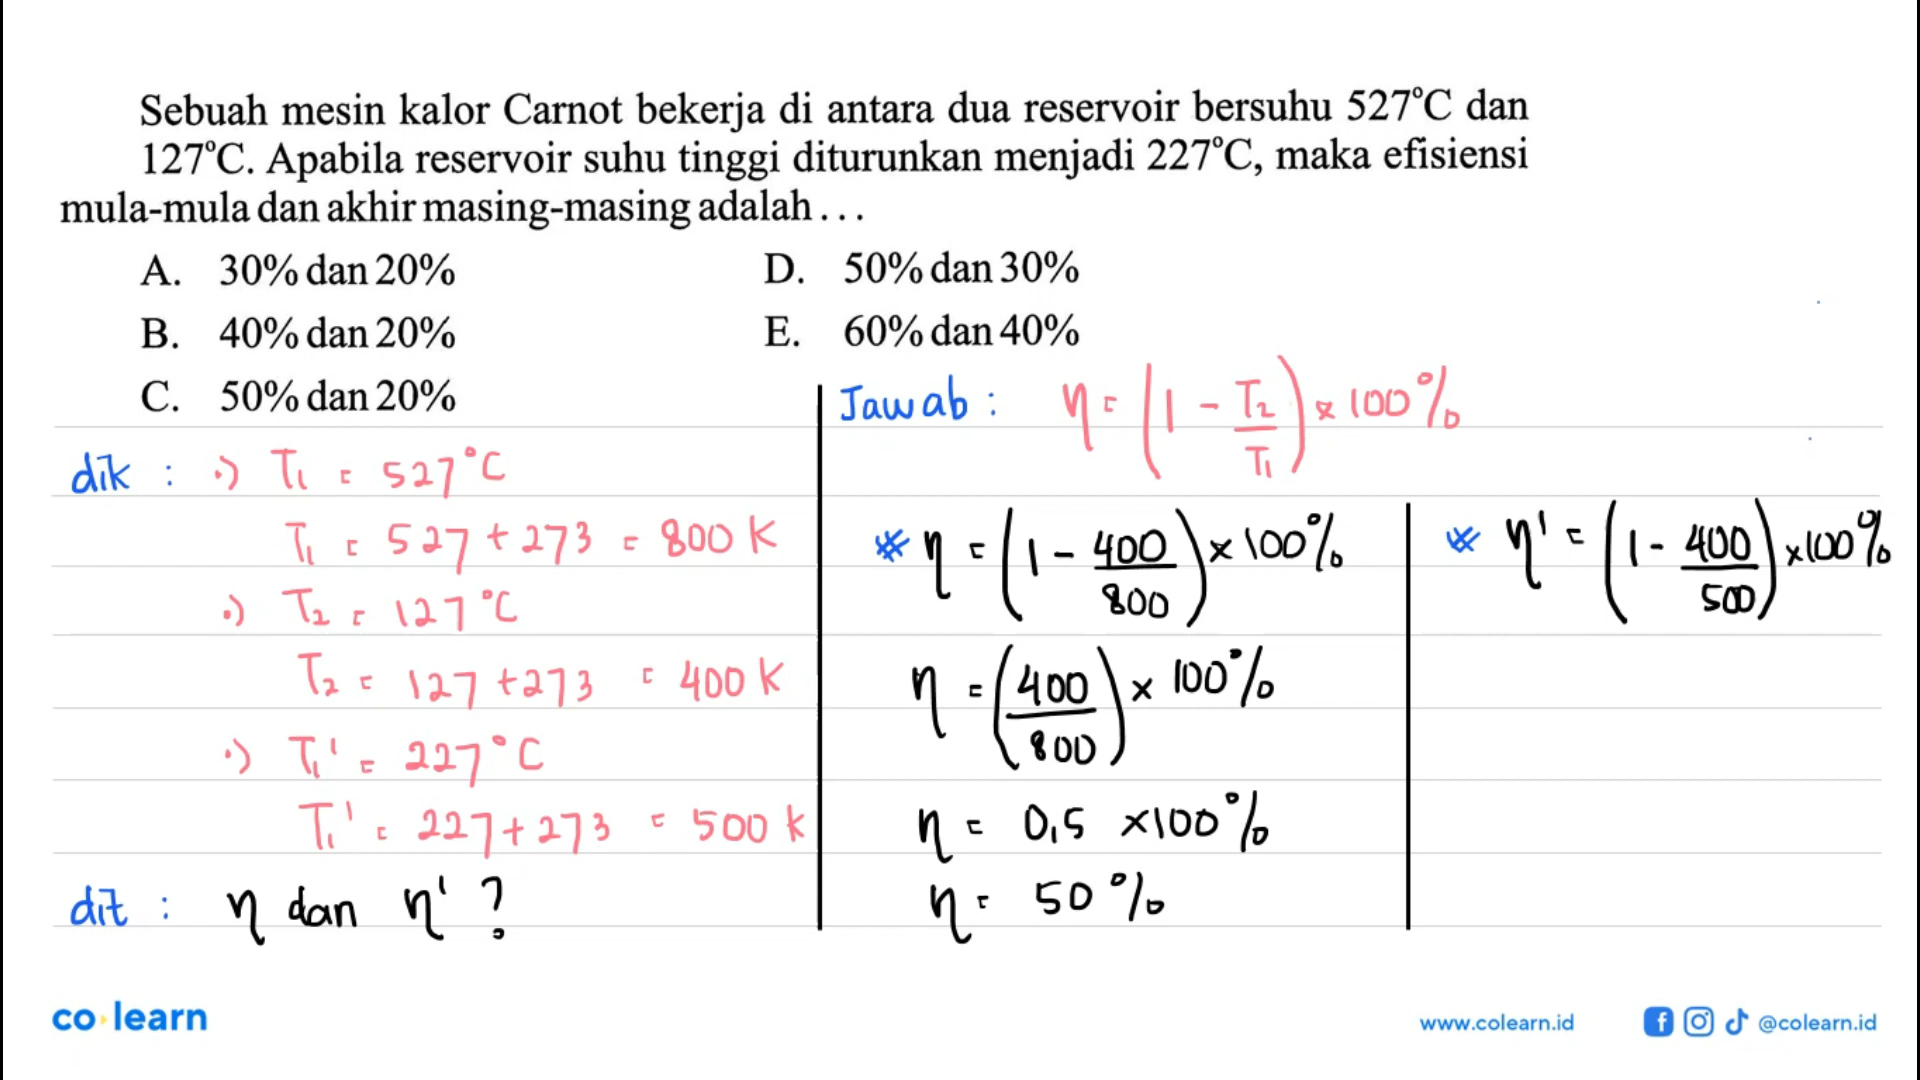 Sebuah mesin kalor Carnot bekerja di antara dua reservoir bersuhu 527°C dan
127°C. Apabila reservoir suhu tinggi diturunkan menjadi 227°C, maka efisiensi
mula-mula dan akhir masing-masing adalah . . .
A. 30% dan 20%
B. 40% dan 20%
C. 50% dan 20%
D. 50% dan 30%
E. 60% dan 40%
dik : •) T₁ = 527°C
T₁ = 527 + 273 = 800 K
•) T₂ = 127°C
T₂ = 127 + 273 = 400 K
•) T₁' = 227°C
T₁' = 227 + 273 = 500 K
dit : η dan η' ?
Jawab : η = (1 - T₂/T₁) × 100%
* η = (1 - 400/800) × 100%
η = (400/800) × 100%
η = 0,5 × 100%
η = 50%
* η' = (1 - 400/500) × 100%
co learn
www.colearn.id
@colearn.id